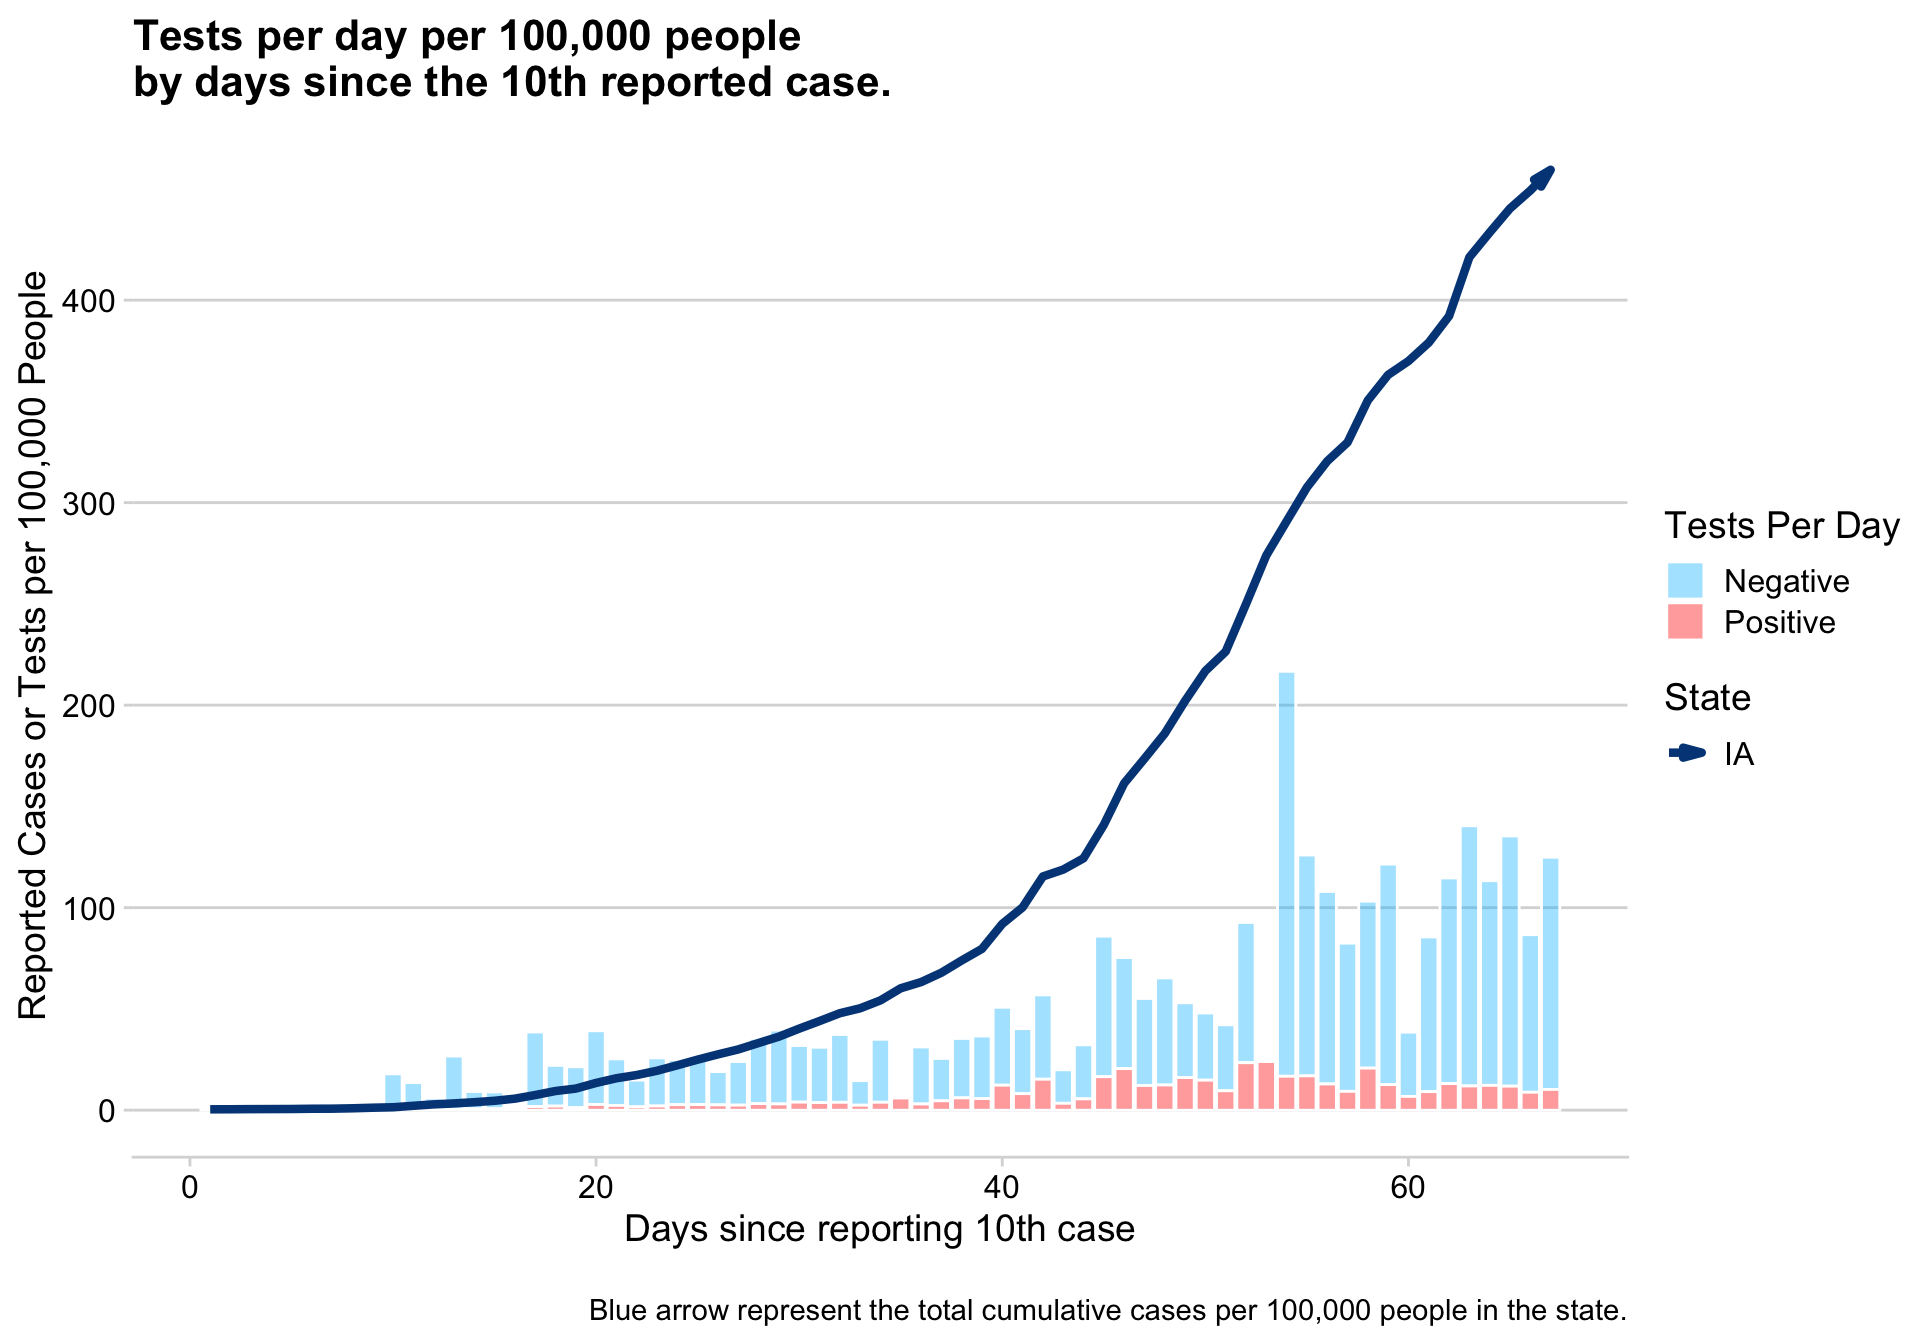 Tests per day per 100,000 people
by days since the 10th reported case.
Reported Cases or Tests per 100,000 People
400
300
200
100
0
0
20
40
60
Days since reporting 10th case
Tests Per Day
Negative
Positive
State
IA
Blue arrow represent the total cumulative cases per 100,000 people in the state.